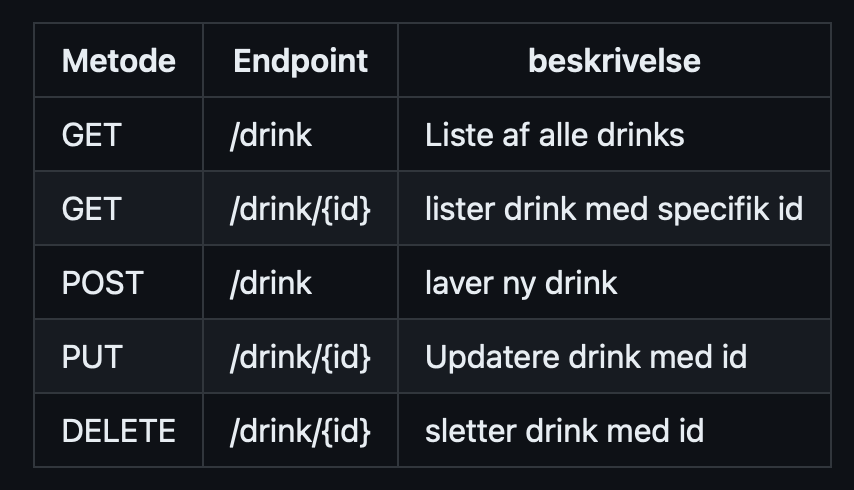 Metode Endpoint beskrivelse
GET /drink Liste af alle drinks
GET /drink/{id} lister drink med specifik id
POST /drink laver ny drink
PUT /drink/{id} Updatere drink med id
DELETE /drink/{id} sletter drink med id